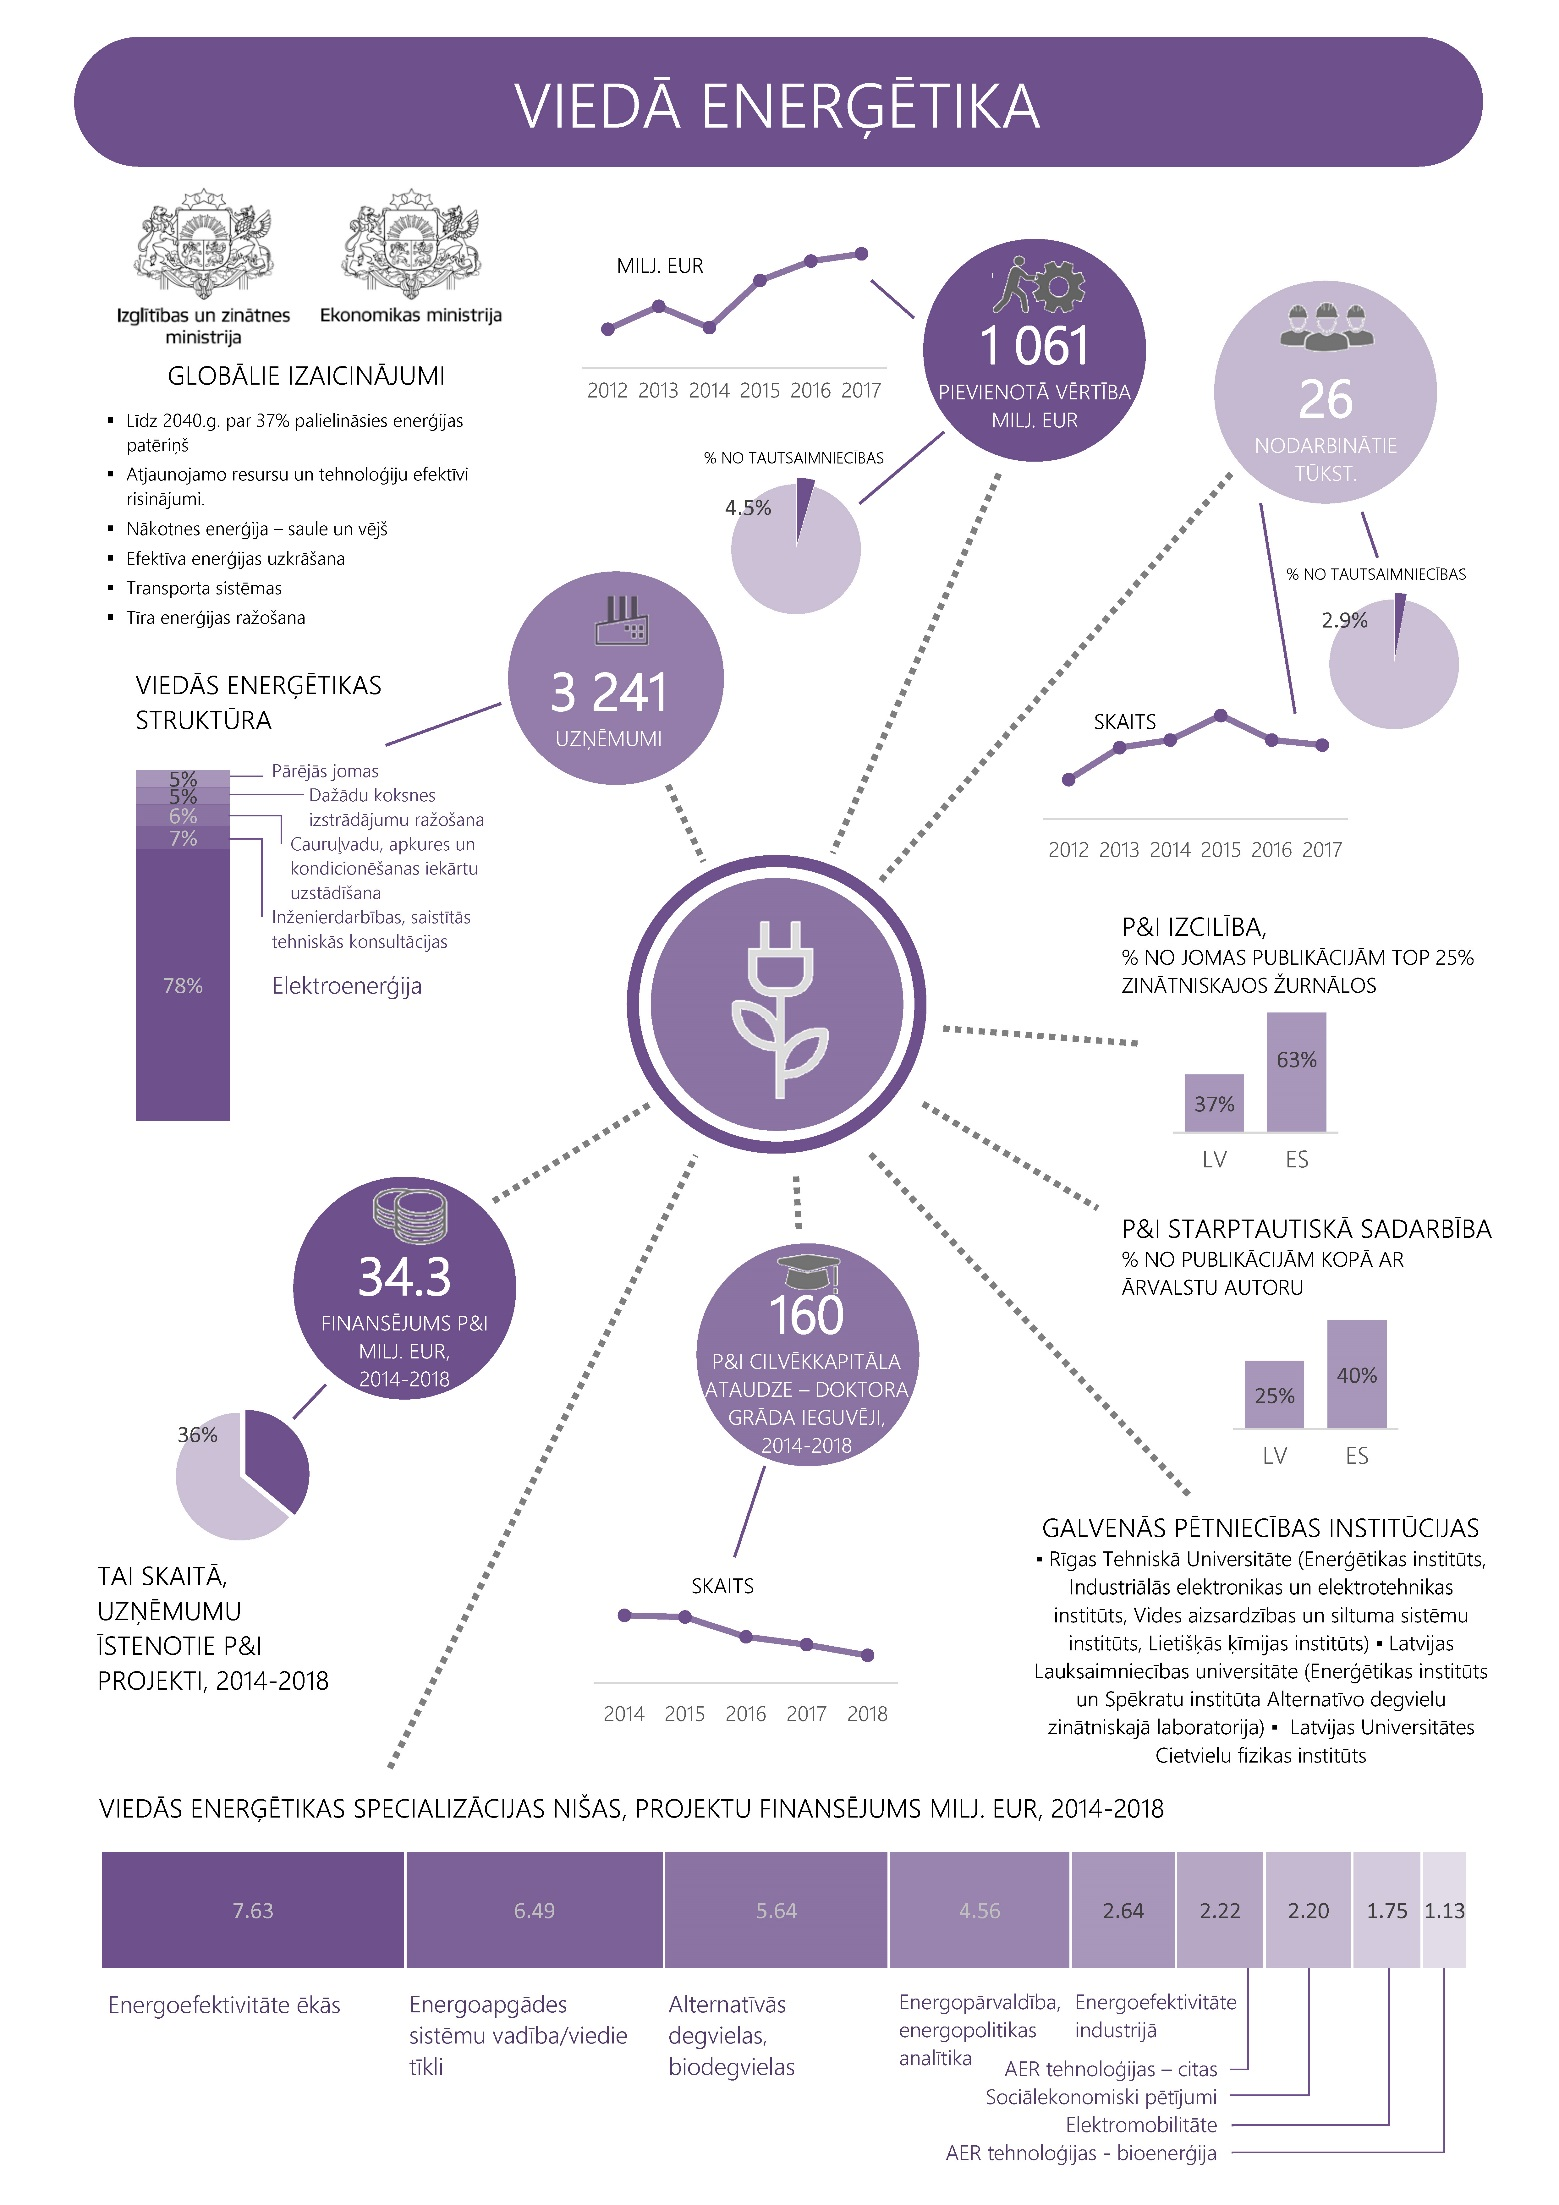 VIEDĀ ENERĢĒTIKA
Izglītības un zinātnes
ministrija
Ekonomikas ministrija
GLOBĀLIE IZAICINĀJUMI
▪ Līdz 2040.g. par 37% palielināsies enerģijas
patēriņš
▪ Atjaunojamo resursu un tehnoloģiju efektīvi
risinājumi.
▪ Nākotnes enerģija – saule un vējš
▪ Efektīva enerģijas uzkrāšana
▪ Transporta sistēmas
▪ Tīra enerģijas ražošana
MILJ. EUR
2012 2013 2014 2015 2016 2017
1 061
PIEVIENOTĀ VĒRTĪBA
MILJ. EUR
% NO TAUTSAIMNIECIBAS
4.5%
26
NODARBINĀTIE
TŪKST.
% NO TAUTSAIMNIECĪBAS
2.9%
SKAITS
2012 2013 2014 2015 2016 2017
3 241
UZŅĒMUMI
VIEDĀS ENERĢĒTIKAS
STRUKTŪRA
5%
Pārējās jomas
5%
Dažādu koksnes
izstrādājumu ražošana
6%
Cauruļvadu, apkures un
kondicionēšanas iekārtu
uzstādīšana
7%
Inženierdarbības, saistītās
tehniskās konsultācijas
78%
Elektroenerģija
P&I IZCILĪBA,
% NO JOMAS PUBLIKĀCIJĀM TOP 25%
ZINĀTNISKAJOS ŽURNĀLOS
37%
63%
LV ES
P&I STARPTAUTISKĀ SADARBĪBA
% NO PUBLIKĀCIJĀM KOPĀ AR
ĀRVALSTU AUTORU
25%
40%
LV ES
34.3
FINANSĒJUMS P&I
MILJ. EUR,
2014-2018
36%
TAI SKAITĀ,
UZŅĒMUMU
ĪSTENOTIE P&I
PROJEKTI, 2014-2018
160
P&I CILVĒKKAPITĀLA
ATAUDZE – DOKTORA
GRĀDA IEGUVĒJI,
2014-2018
SKAITS
2014 2015 2016 2017 2018
GALVENĀS PĒTNIECĪBAS INSTITŪCIJAS
▪ Rīgas Tehniskā Universitāte (Enerģētikas institūts,
Industriālās elektronikas un elektrotehnikas
institūts, Vides aizsardzības un siltuma sistēmu
institūts, Lietišķās ķīmijas institūts) ▪ Latvijas
Lauksaimniecības universitāte (Enerģētikas institūts
un Spēkratu institūta Alternatīvo degvielu
zinātniskajā laboratorija) ▪ Latvijas Universitātes
Cietvielu fizikas institūts
VIEDĀS ENERĢĒTIKAS SPECIALIZĀCIJAS NIŠAS, PROJEKTU FINANSĒJUMS MILJ. EUR, 2014-2018
7.63 6.49 5.64 4.56 2.64 2.22 2.20 1.75 1.13
Energoefektivitāte ēkās
Energoapgādes
sistēmu vadība/viedie
tīkli
Alternatīvās
degvielas,
biodegvielas
Energopārvaldība,
energopolitikas
analītika
Energoefektivitāte
industrijā
AER tehnoloģijas – citas
Sociālekonomiski pētījumi
Elektromobilitāte
AER tehnoloģijas - bioenerģija